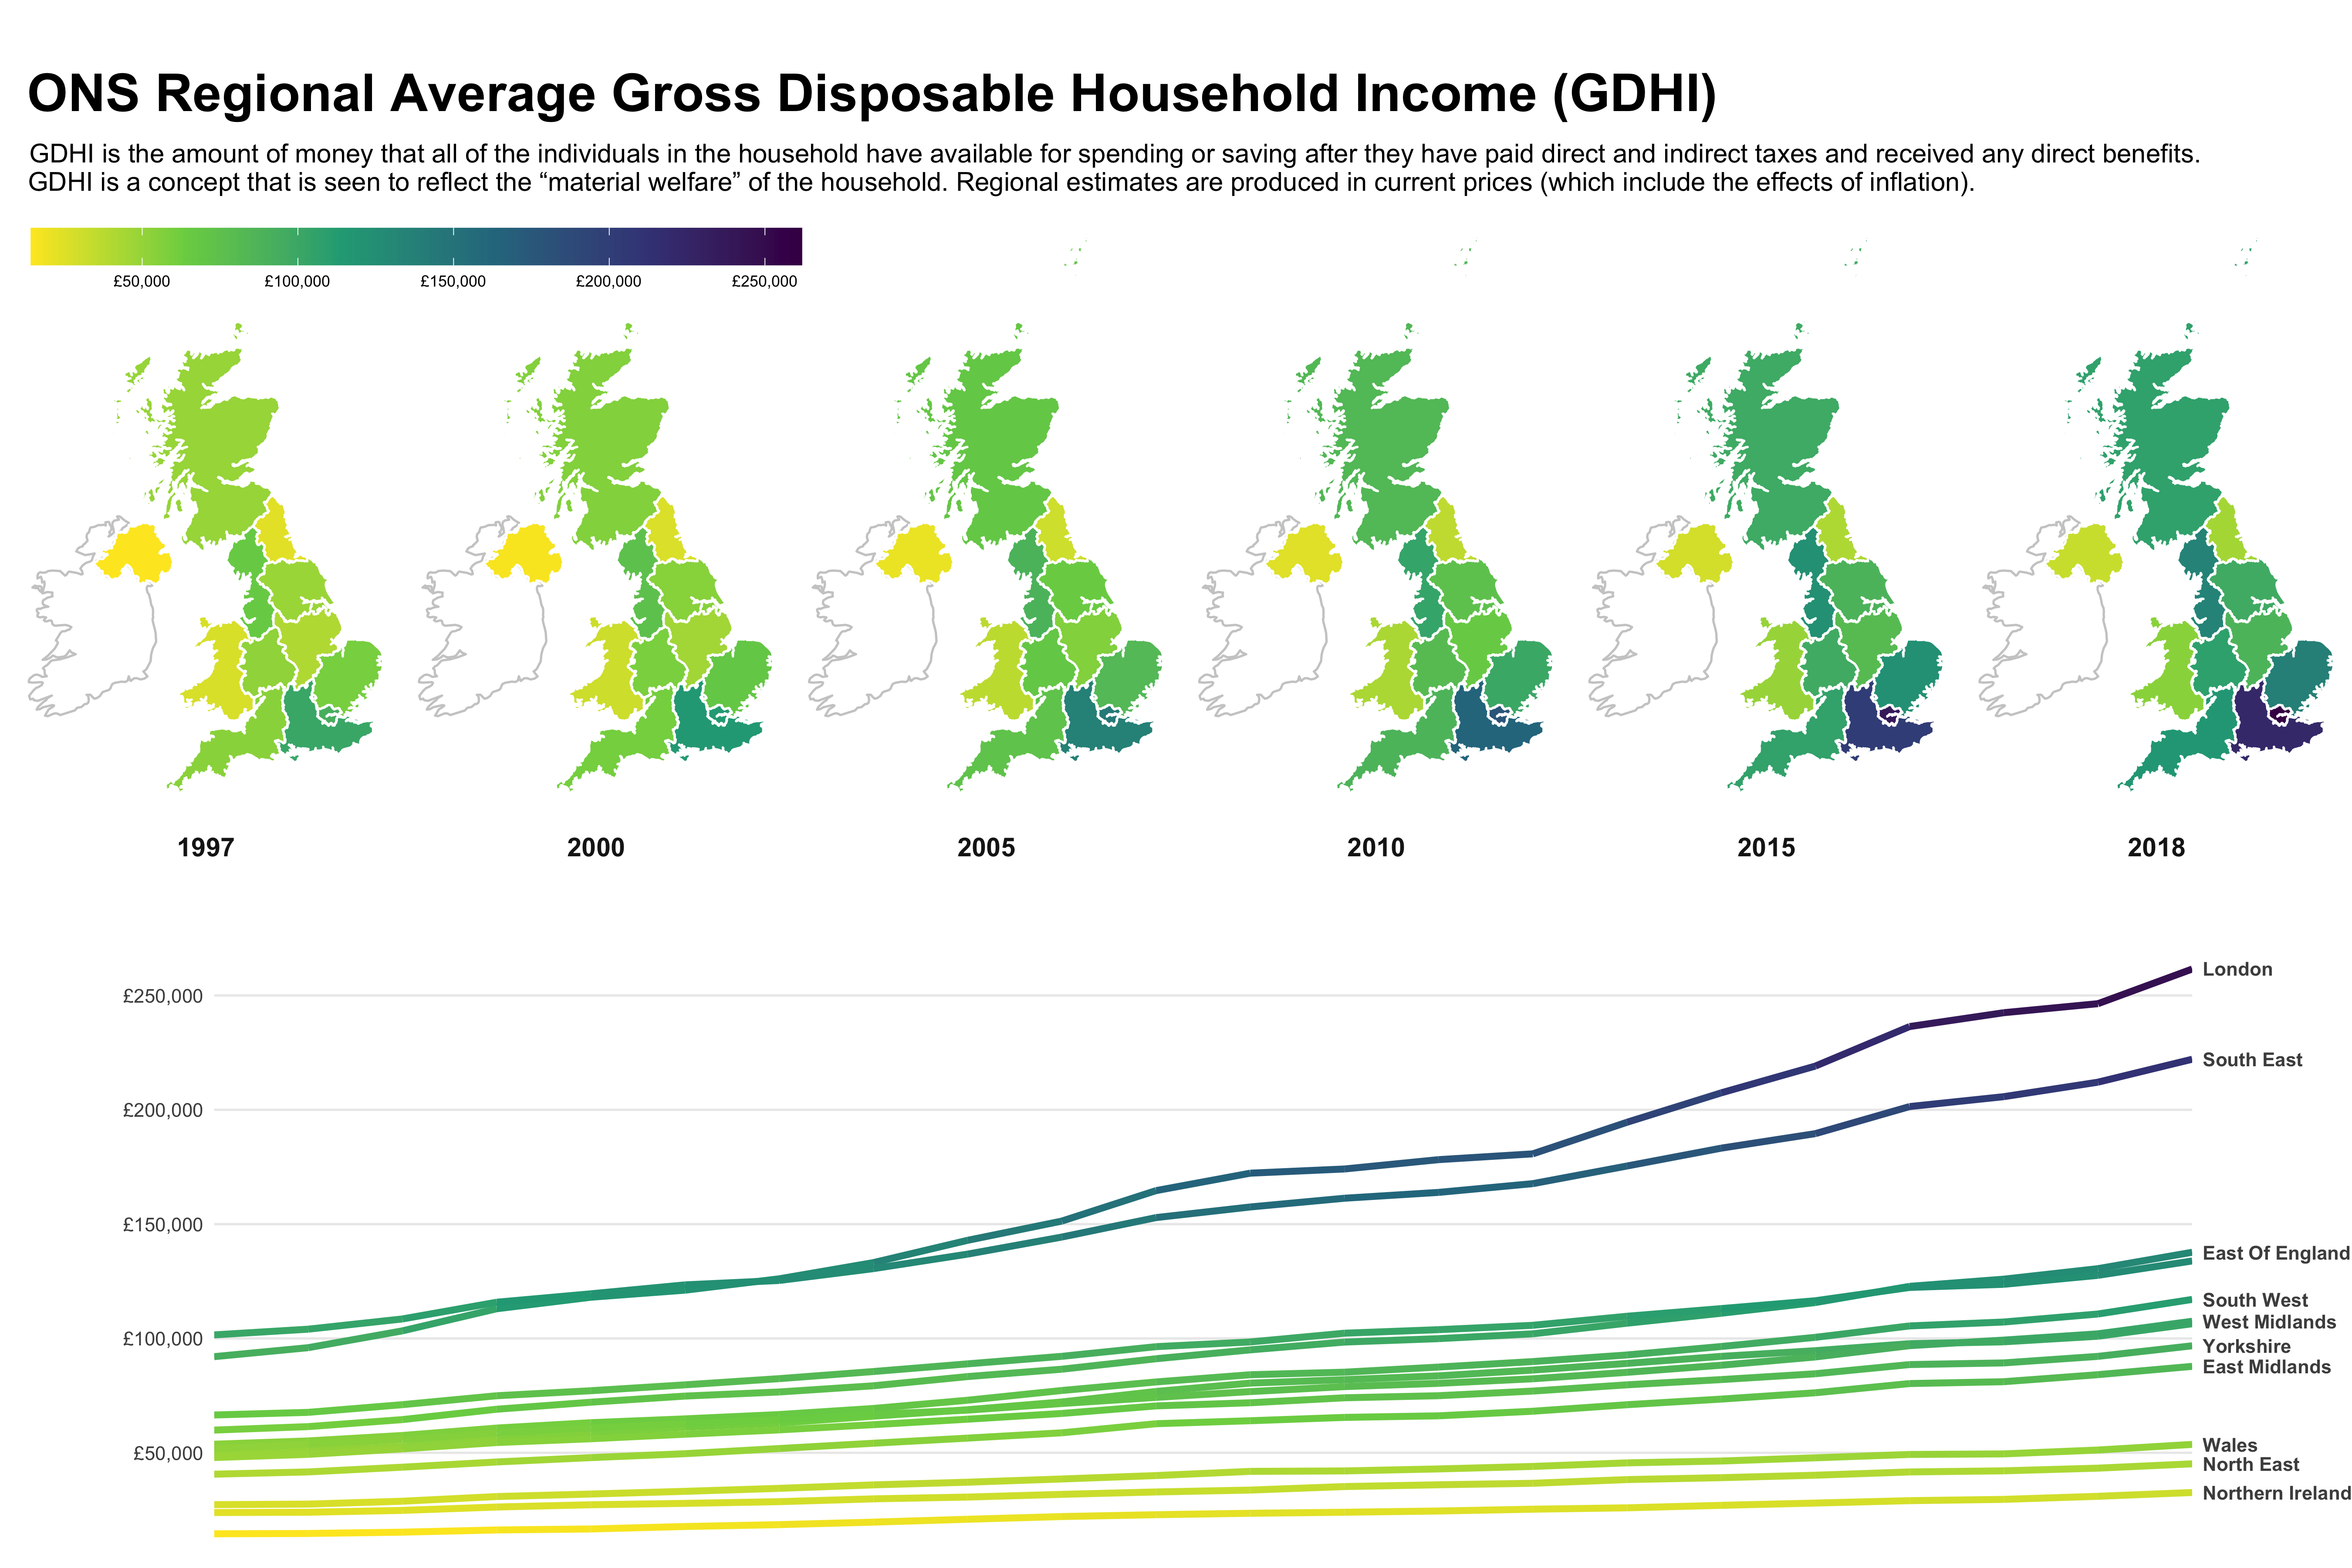 ONS Regional Average Gross Disposable Household Income (GDHI)
GDHI is the amount of money that all of the individuals in the household have available for spending or saving after they have paid direct and indirect taxes and received any direct benefits.
GDHI is a concept that is seen to reflect the “material welfare” of the household. Regional estimates are produced in current prices (which include the effects of inflation).
£50,000 £100,000 £150,000 £200,000 £250,000
1997 2000 2005 2010 2015 2018
London
£250,000
South East
£200,000
£150,000
East Of England
South West
West Midlands
£100,000
Yorkshire
East Midlands
Wales
£50,000
North East
Northern Ireland